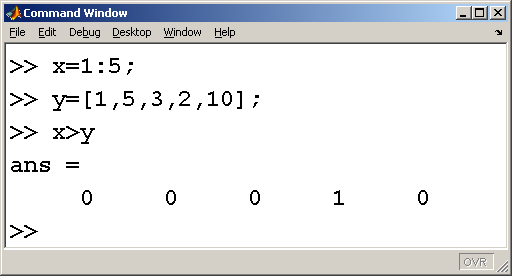 Command Window
File Edit Debug Desktop Window Help
>> x=1:5;
>> y=[1,5,3,2,10];
>> x>y
ans =
0 0 0 1 0
>>
OVR